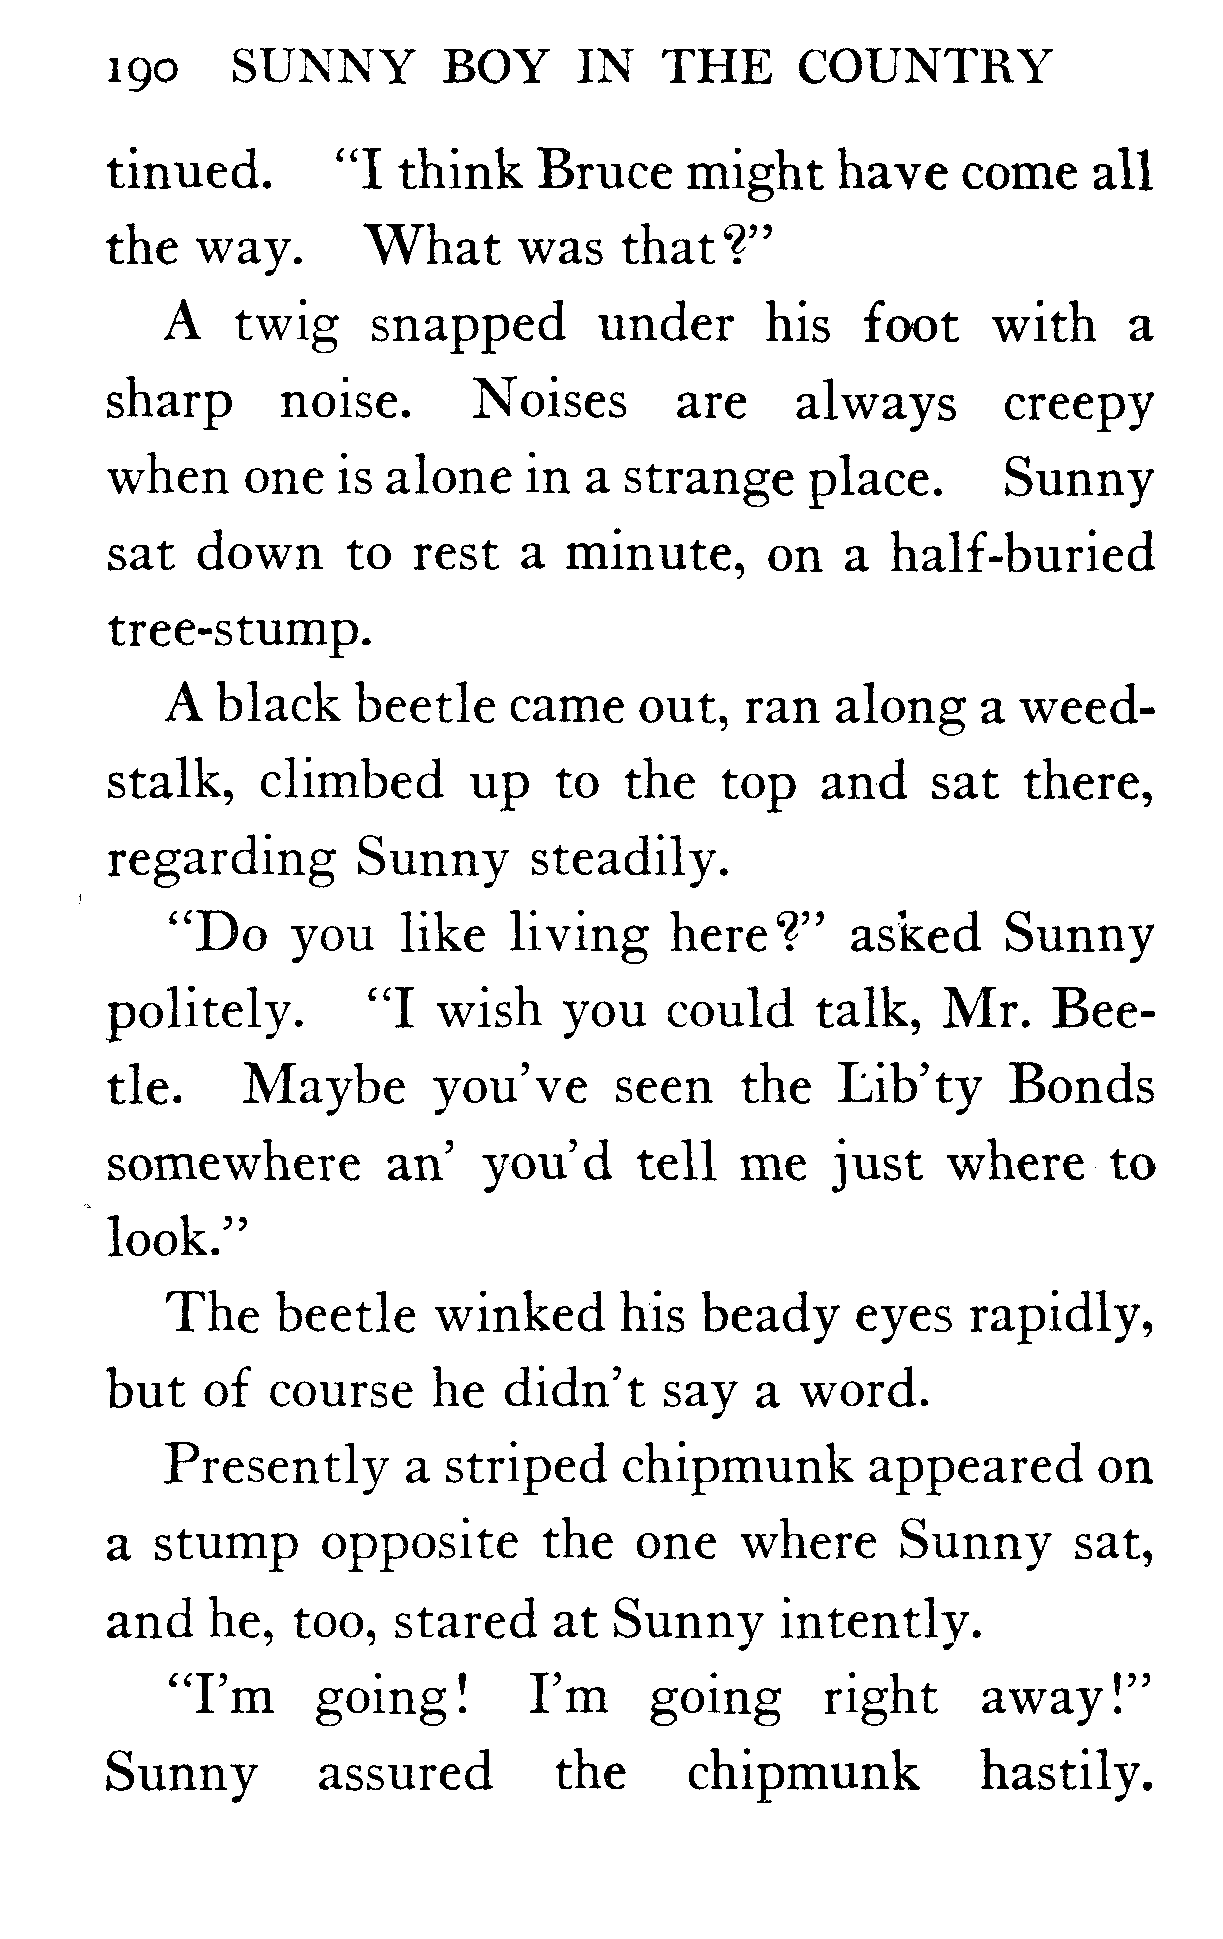 190 SUNNY BOY IN THE COUNTRY
tinued. "I think Bruce might have come all
the way. What was that?"
A twig snapped under his foot with a
sharp noise. Noises are always creepy
when one is alone in a strange place. Sunny
sat down to rest a minute, on a half-buried
tree-stump.
A black beetle came out, ran along a weed-
stalk, climbed up to the top and sat there,
regarding Sunny steadily.
"Do you like living here?" asked Sunny
politely. "I wish you could talk, Mr. Bee-
tle. Maybe you've seen the Lib'ty Bonds
somewhere an' you'd tell me just where to
look."
The beetle winked his beady eyes rapidly,
but of course he didn't say a word.
Presently a striped chipmunk appeared on
a stump opposite the one where Sunny sat,
and he, too, stared at Sunny intently.
"I'm going! I'm going right away!"
Sunny assured the chipmunk hastily.